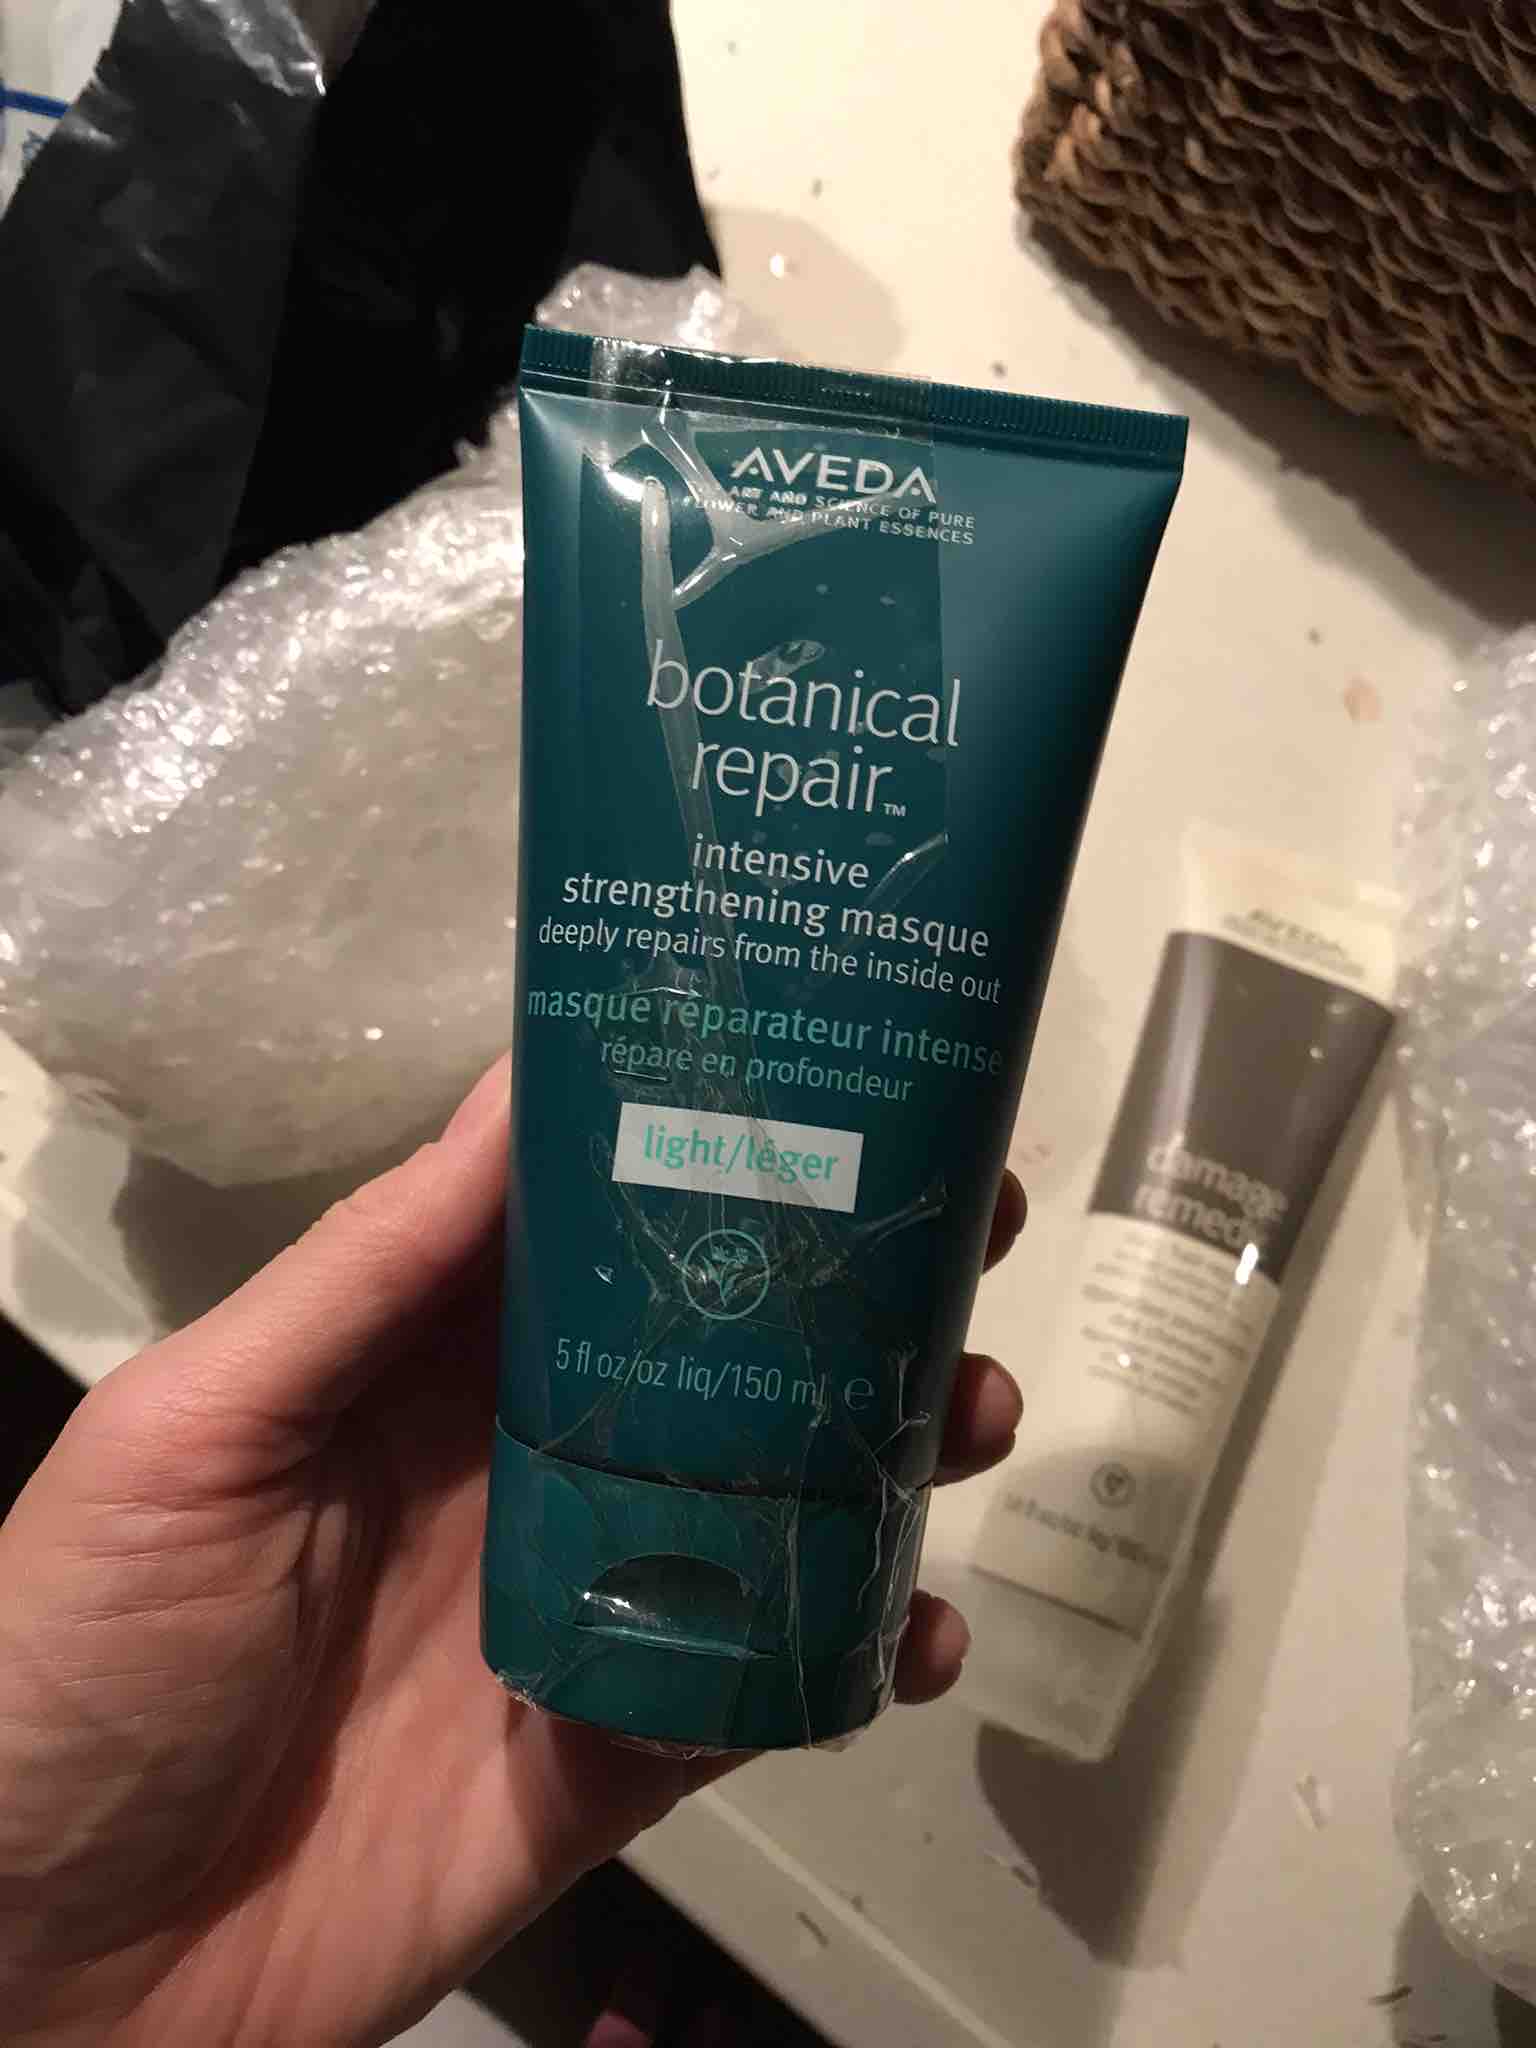 AVEDA
ART AND SCIENCE OF PURE
FLOWER AND PLANT ESSENCES
botanical
repair™
intensive
strengthening masque
deeply repairs from the inside out
masque réparateur intense
répare en profondeur
light/léger
5 fl oz/oz liq/150 ml e
AVEDA
damage
remedy